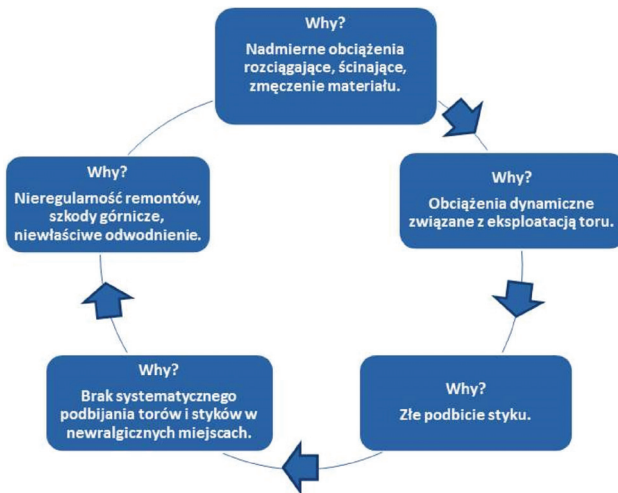 Why?
Nadmierne obciążenia
rozciągające, ścinające,
zmęczenie materiału.
Why?
Obciążenia dynamiczne
związane z eksploatacją toru.
Why?
Złe podbicie styku.
Why?
Brak systematycznego
podbijania torów i styków w
newralgicznych miejscach.
Why?
Nieregularność remontów,
szkody górnicze,
niewłaściwe odwodnienie.